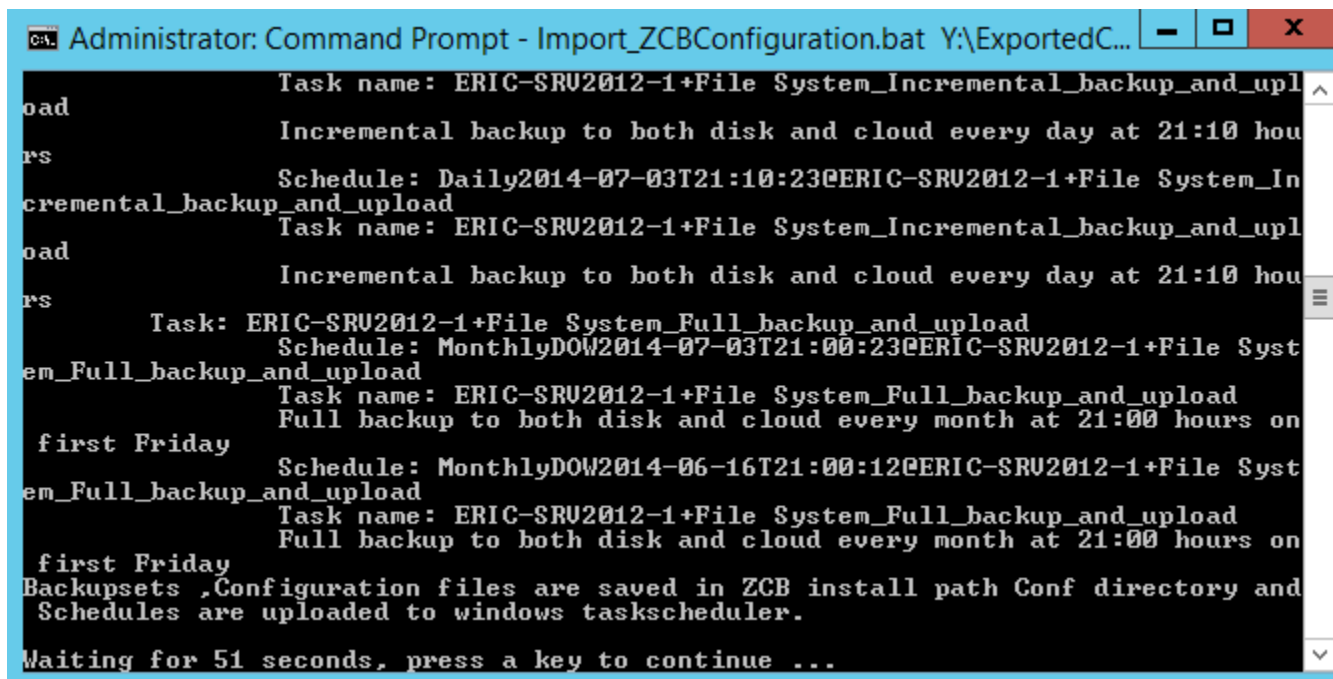 Administrator: Command Prompt - Import_ZCBConfiguration.bat Y:\ExportedC...
Task name: ERIC-SRV2012-1+File System_Incremental_backup_and_upl
oad
Incremental backup to both disk and cloud every day at 21:10 hou
rs
Schedule: Daily2014-07-03T21:10:23@ERIC-SRV2012-1+File System_In
cremental_backup_and_upload
Task name: ERIC-SRV2012-1+File System_Incremental_backup_and_upl
oad
Incremental backup to both disk and cloud every day at 21:10 hou
rs
Task: ERIC-SRV2012-1+File System_Full_backup_and_upload
Schedule: MonthlyDOW2014-07-03T21:00:23@ERIC-SRV2012-1+File Syst
em_Full_backup_and_upload
Task name: ERIC-SRV2012-1+File System_Full_backup_and_upload
Full backup to both disk and cloud every month at 21:00 hours on
first Friday
Schedule: MonthlyDOW2014-06-16T21:00:12@ERIC-SRV2012-1+File Syst
em_Full_backup_and_upload
Task name: ERIC-SRV2012-1+File System_Full_backup_and_upload
Full backup to both disk and cloud every month at 21:00 hours on
first Friday
Backupsets ,Configuration files are saved in ZCB install path Conf directory and
Schedules are uploaded to windows taskscheduler.
Waiting for 51 seconds, press a key to continue ...